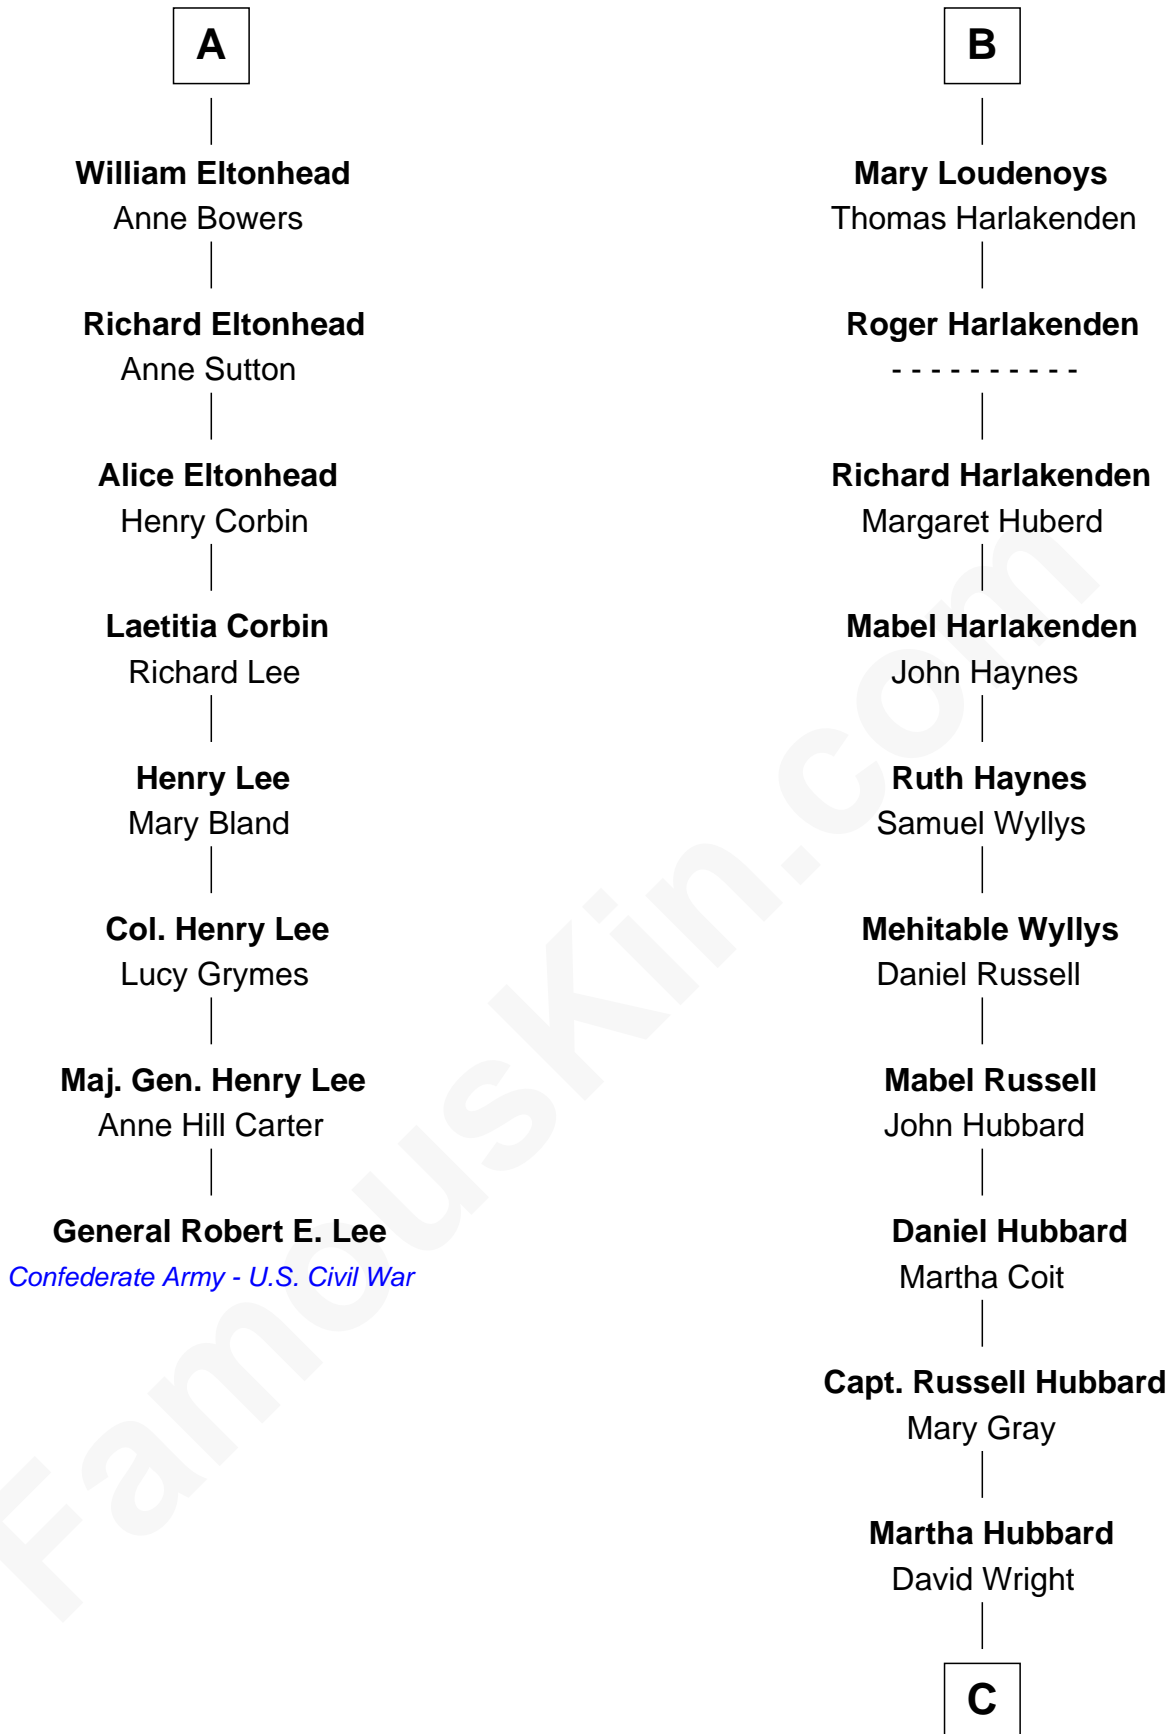 A
William Eltonhead
Anne Bowers
Richard Eltonhead
Anne Sutton
Alice Eltonhead
Henry Corbin
Laetitia Corbin
Richard Lee
Henry Lee
Mary Bland
Col. Henry Lee
Lucy Grymes
Maj. Gen. Henry Lee
Anne Hill Carter
General Robert E. Lee
Confederate Army - U.S. Civil War
B
Mary Loudenoys
Thomas Harlakenden
Roger Harlakenden
- - - - - - - - - -
Richard Harlakenden
Margaret Huberd
Mabel Harlakenden
John Haynes
Ruth Haynes
Samuel Wyllys
Mehitable Wyllys
Daniel Russell
Mabel Russell
John Hubbard
Daniel Hubbard
Martha Coit
Capt. Russell Hubbard
Mary Gray
Martha Hubbard
David Wright
C
FamousKin.com